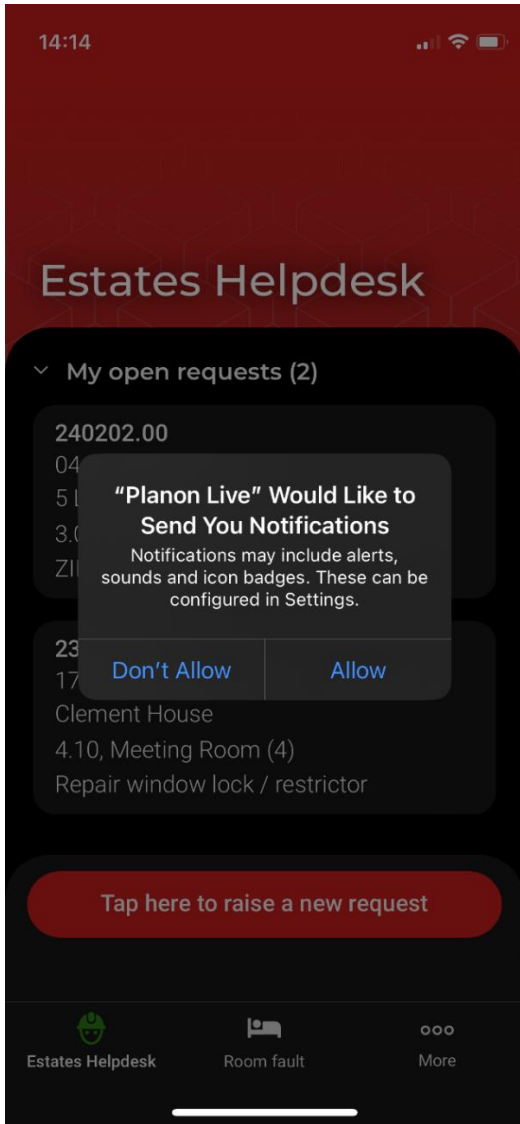 14:14
Estates Helpdesk
My open requests (2)
240202.00
04
5
3.0
ZI
"Planon Live" Would Like to
Send You Notifications
Notifications may include alerts,
sounds and icon badges. These can be
configured in Settings.
Don't Allow
Allow
23
17
Clement House
4.10, Meeting Room (4)
Repair window lock / restrictor
Tap here to raise a new request
Estates Helpdesk
Room fault
More